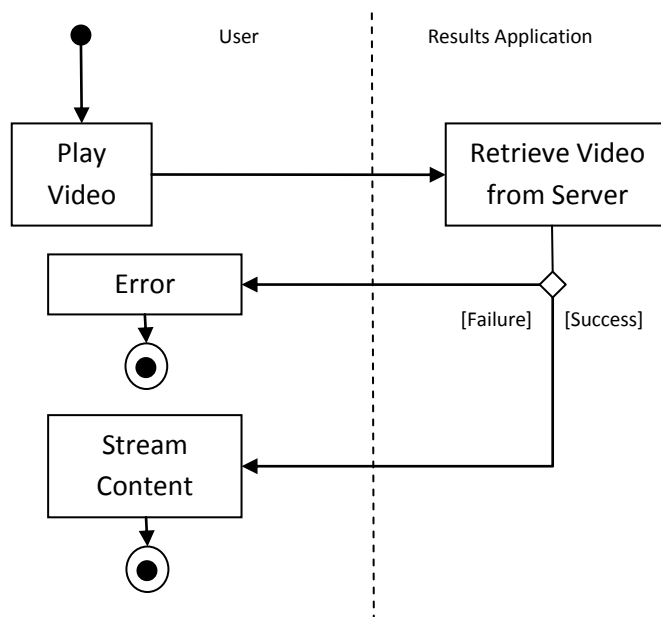 User
Results Application
Play
Video
Retrieve Video
from Server
Error
[Failure]
[Success]
Stream
Content